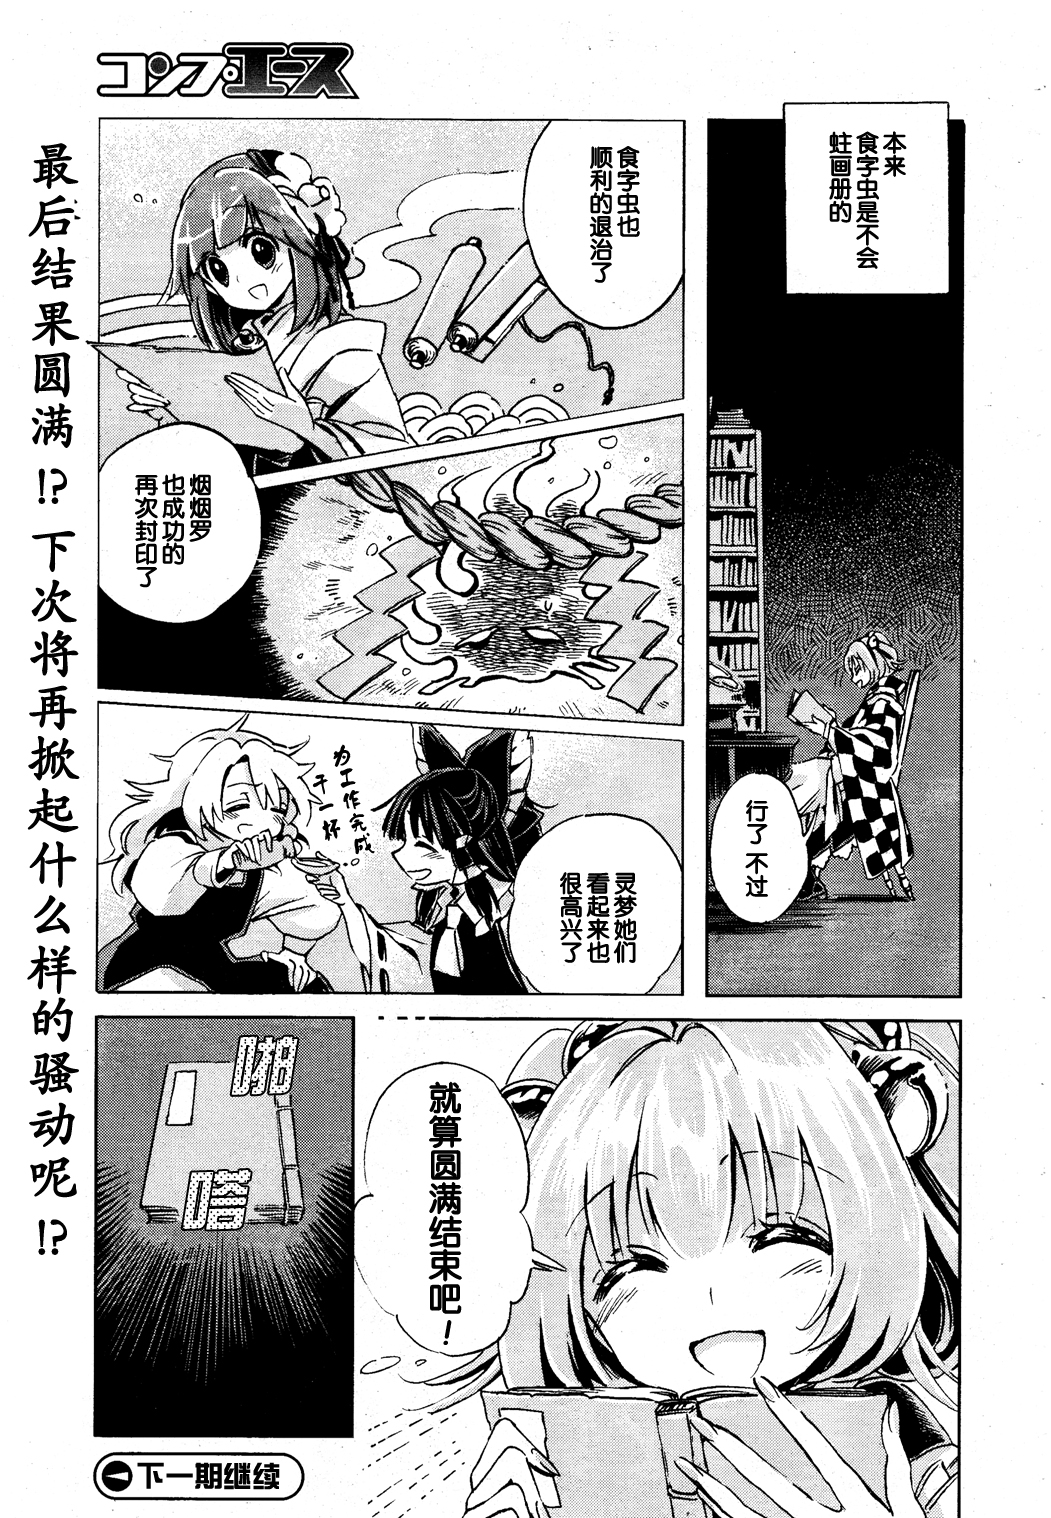 コンプエース
本来
食字虫是不会
蛀画册的
行了 不过
食字虫也
顺利的退治了
烟烟罗
也成功的
再次封印了
为工作完成
干一杯
灵梦她们
看起来也
很高兴了
就算圆满结束吧！
啪
嗒
最后结果圆满!? 下次将再掀起什么样的骚动呢!?
下一期继续